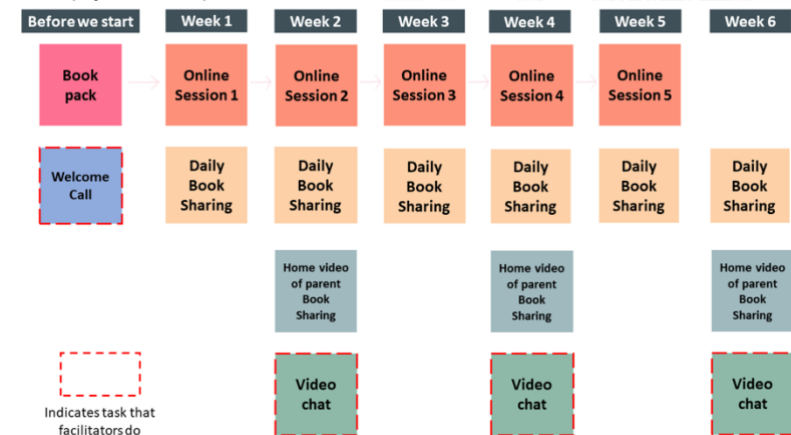 Before we start
Week 1
Week 2
Week 3
Week 4
Week 5
Week 6
Book
pack
Online
Session 1
Online
Session 2
Online
Session 3
Online
Session 4
Online
Session 5
Welcome
Call
Daily
Book
Sharing
Daily
Book
Sharing
Daily
Book
Sharing
Daily
Book
Sharing
Daily
Book
Sharing
Daily
Book
Sharing
Home video
of parent
Book
Sharing
Home video
of parent
Book
Sharing
Home video
of parent
Book
Sharing
Video
chat
Video
chat
Video
chat
Indicates task that
facilitators do